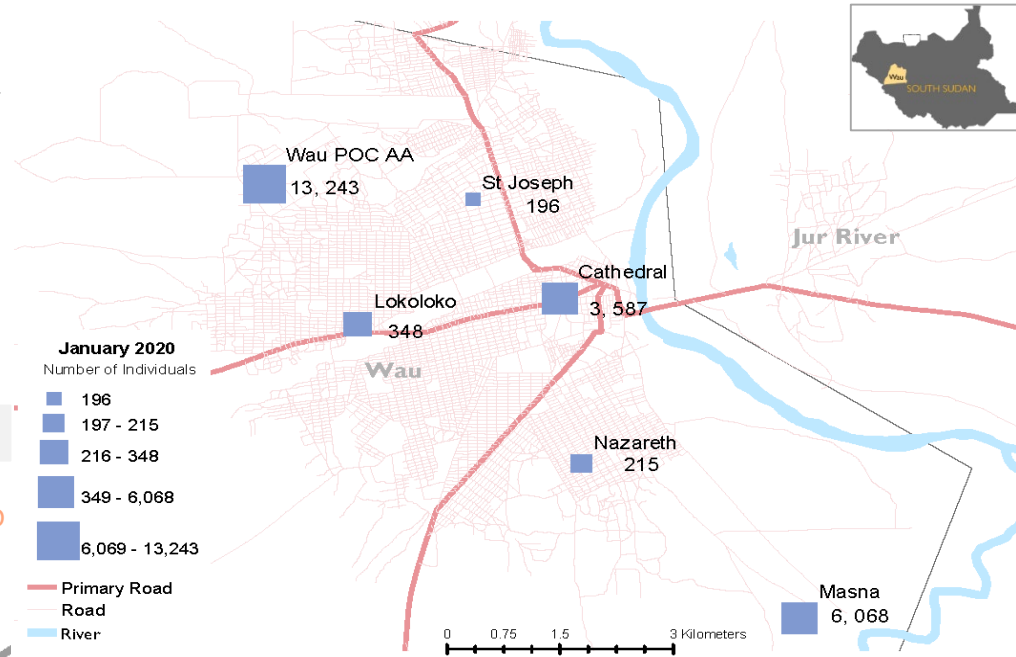 Wau
SOUTH SUDAN
Wau POC AA
13, 243
St Joseph
196
Jur River
Cathedral
3, 587
Lokoloko
348
Wau
Nazareth
215
Masna
6, 068
January 2020
Number of Individuals
196
197 - 215
216 - 348
349 - 6,068
6,069 - 13,243
Primary Road
Road
River
0 0.75 1.5 3 Kilometers